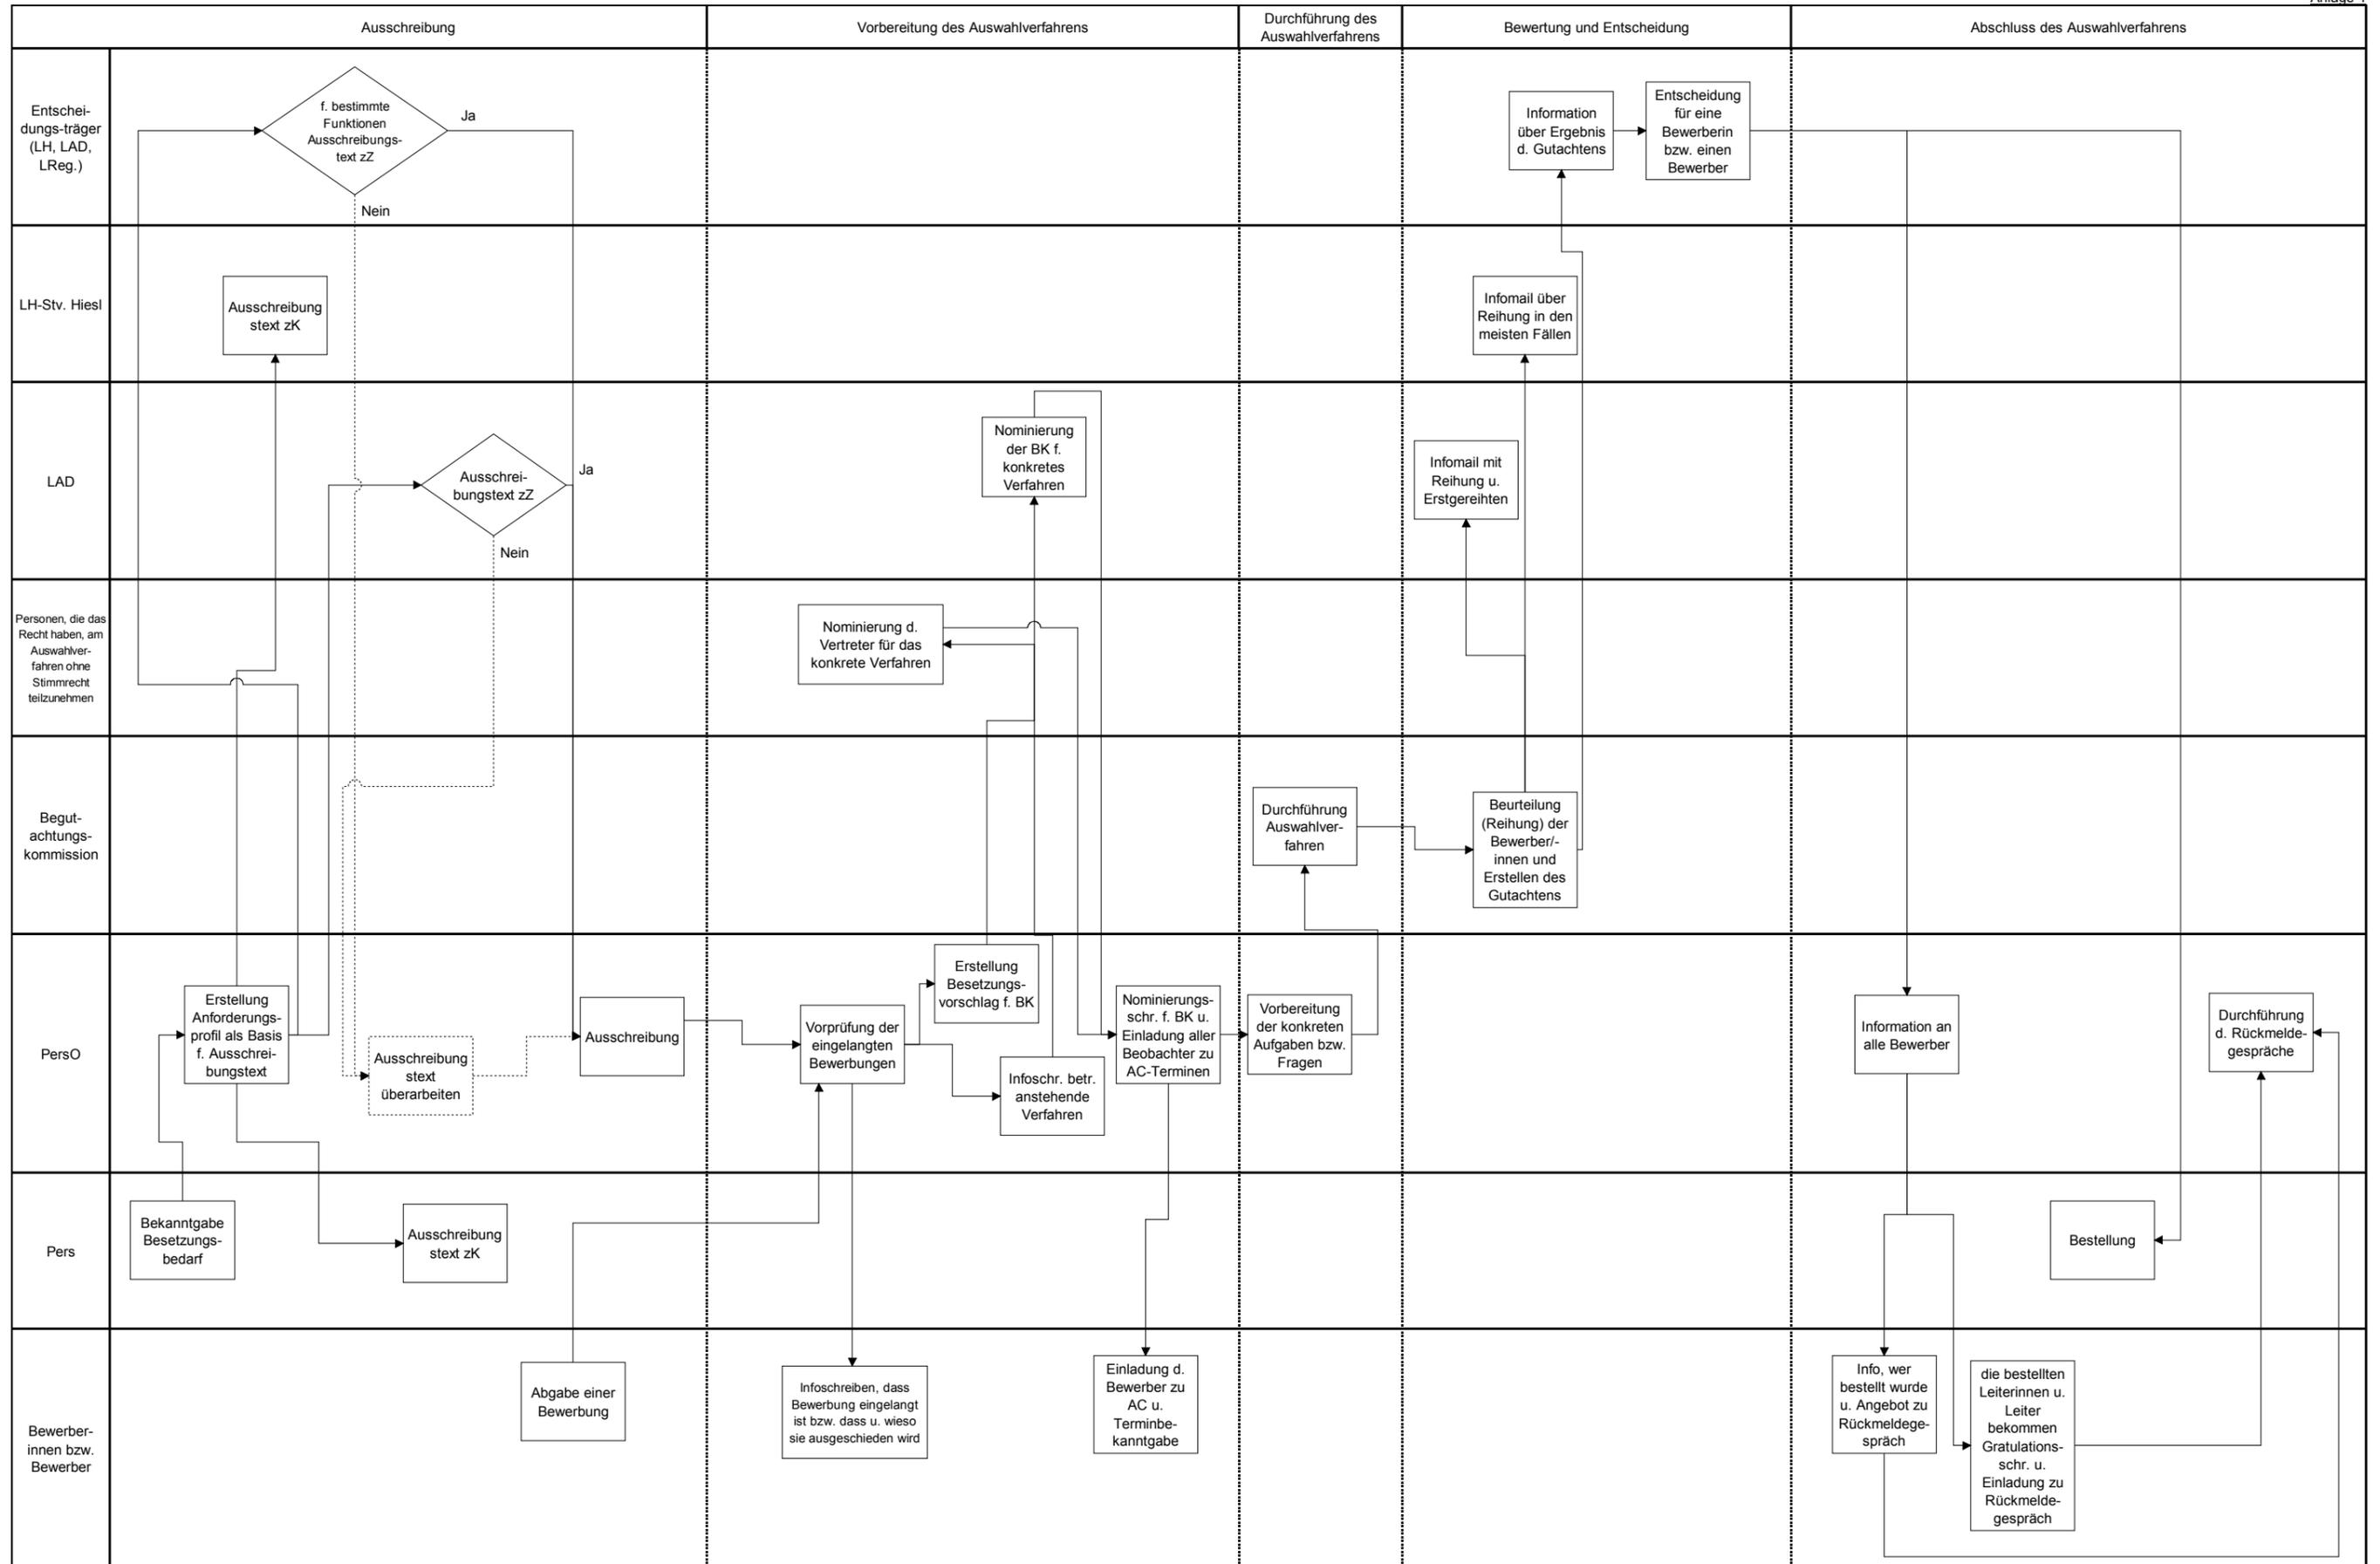 Anlage 1
Ausschreibung
Vorbereitung des Auswahlverfahrens
Durchführung des
Auswahlverfahrens
Bewertung und Entscheidung
Abschluss des Auswahlverfahrens
Entschei-
dungs-träger
(LH, LAD,
LReg.)
f. bestimmte
Funktionen
Ausschreibungs-
text zZ
Ja
Nein
Information
über Ergebnis
d. Gutachtens
Entscheidung
für eine
Bewerberin
bzw. einen
Bewerber
LH-Stv. Hiesl
Ausschreibung
stext zK
Infomail über
Reihung in den
meisten Fällen
LAD
Ausschrei-
bungstext zZ
Ja
Nein
Nominierung
der BK f.
konkretes
Verfahren
Infomail mit
Reihung u.
Erstgereihten
Personen, die das
Recht haben, am
Auswahlver-
fahren ohne
Stimmrecht
teilzunehmen
Nominierung d.
Vertreter für das
konkrete Verfahren
Begut-
achtungs-
kommission
Durchführung
Auswahlver-
fahren
Beurteilung
(Reihung) der
Bewerber/-
innen und
Erstellen des
Gutachtens
PersO
Erstellung
Anforderungs-
profil als Basis
f. Ausschrei-
bungstext
Ausschreibung
stext
überarbeiten
Ausschreibung
Vorprüfung der
eingelangten
Bewerbungen
Erstellung
Besetzungs-
vorschlag f. BK
Infoschr. betr.
anstehende
Verfahren
Nominierungs-
schr. f. BK u.
Einladung aller
Beobachter zu
AC-Terminen
Vorbereitung
der konkreten
Aufgaben bzw.
Fragen
Information an
alle Bewerber
Durchführung
d. Rückmelde-
gespräche
Pers
Bekanntgabe
Besetzungs-
bedarf
Ausschreibung
stext zK
Bestellung
Bewerber-
innen bzw.
Bewerber
Abgabe einer
Bewerbung
Infoschreiben, dass
Bewerbung eingelangt
ist bzw. dass u. wieso
sie ausgeschieden wird
Einladung d.
Bewerber zu
AC u.
Terminbe-
kanntgabe
Info, wer
bestellt wurde
u. Angebot zu
Rückmeldege-
spräch
die bestellten
Leiterinnen u.
Leiter
bekommen
Gratulations-
schr. u.
Einladung zu
Rückmelde-
gespräch